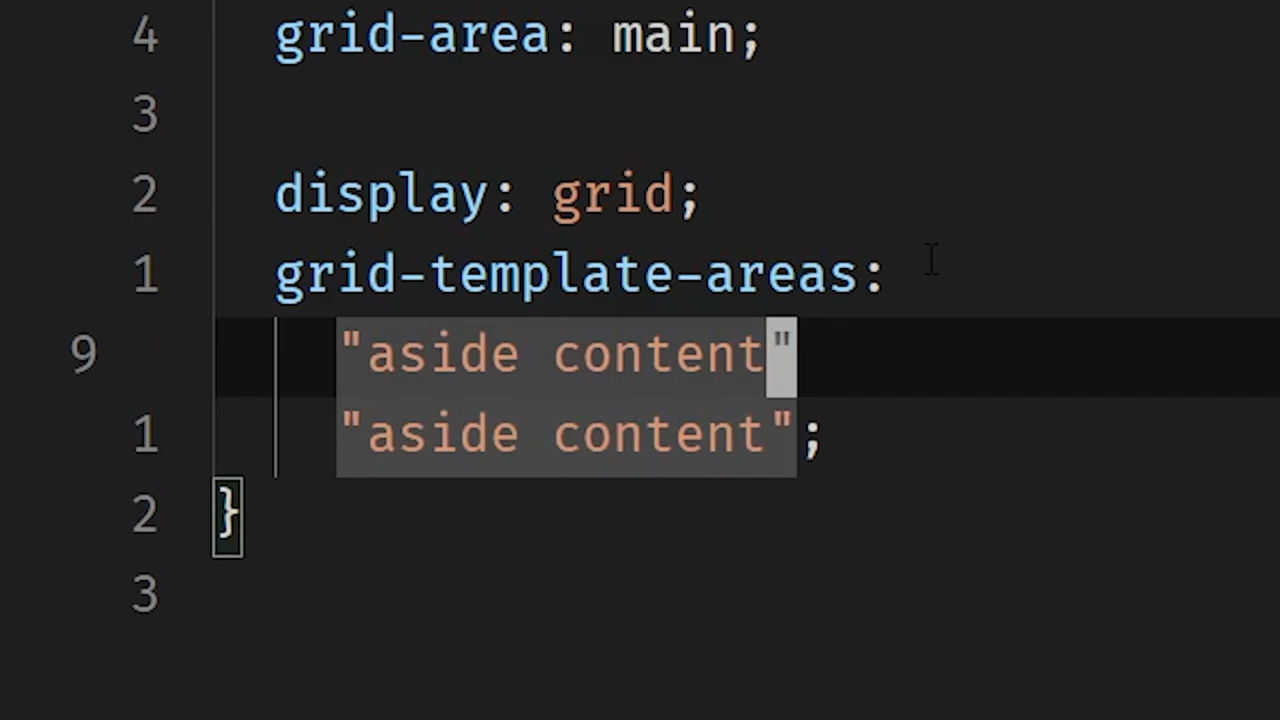 4 grid-area: main;
3
2 display: grid;
1 grid-template-areas:
9 "aside content"
1 "aside content";
2 }
3